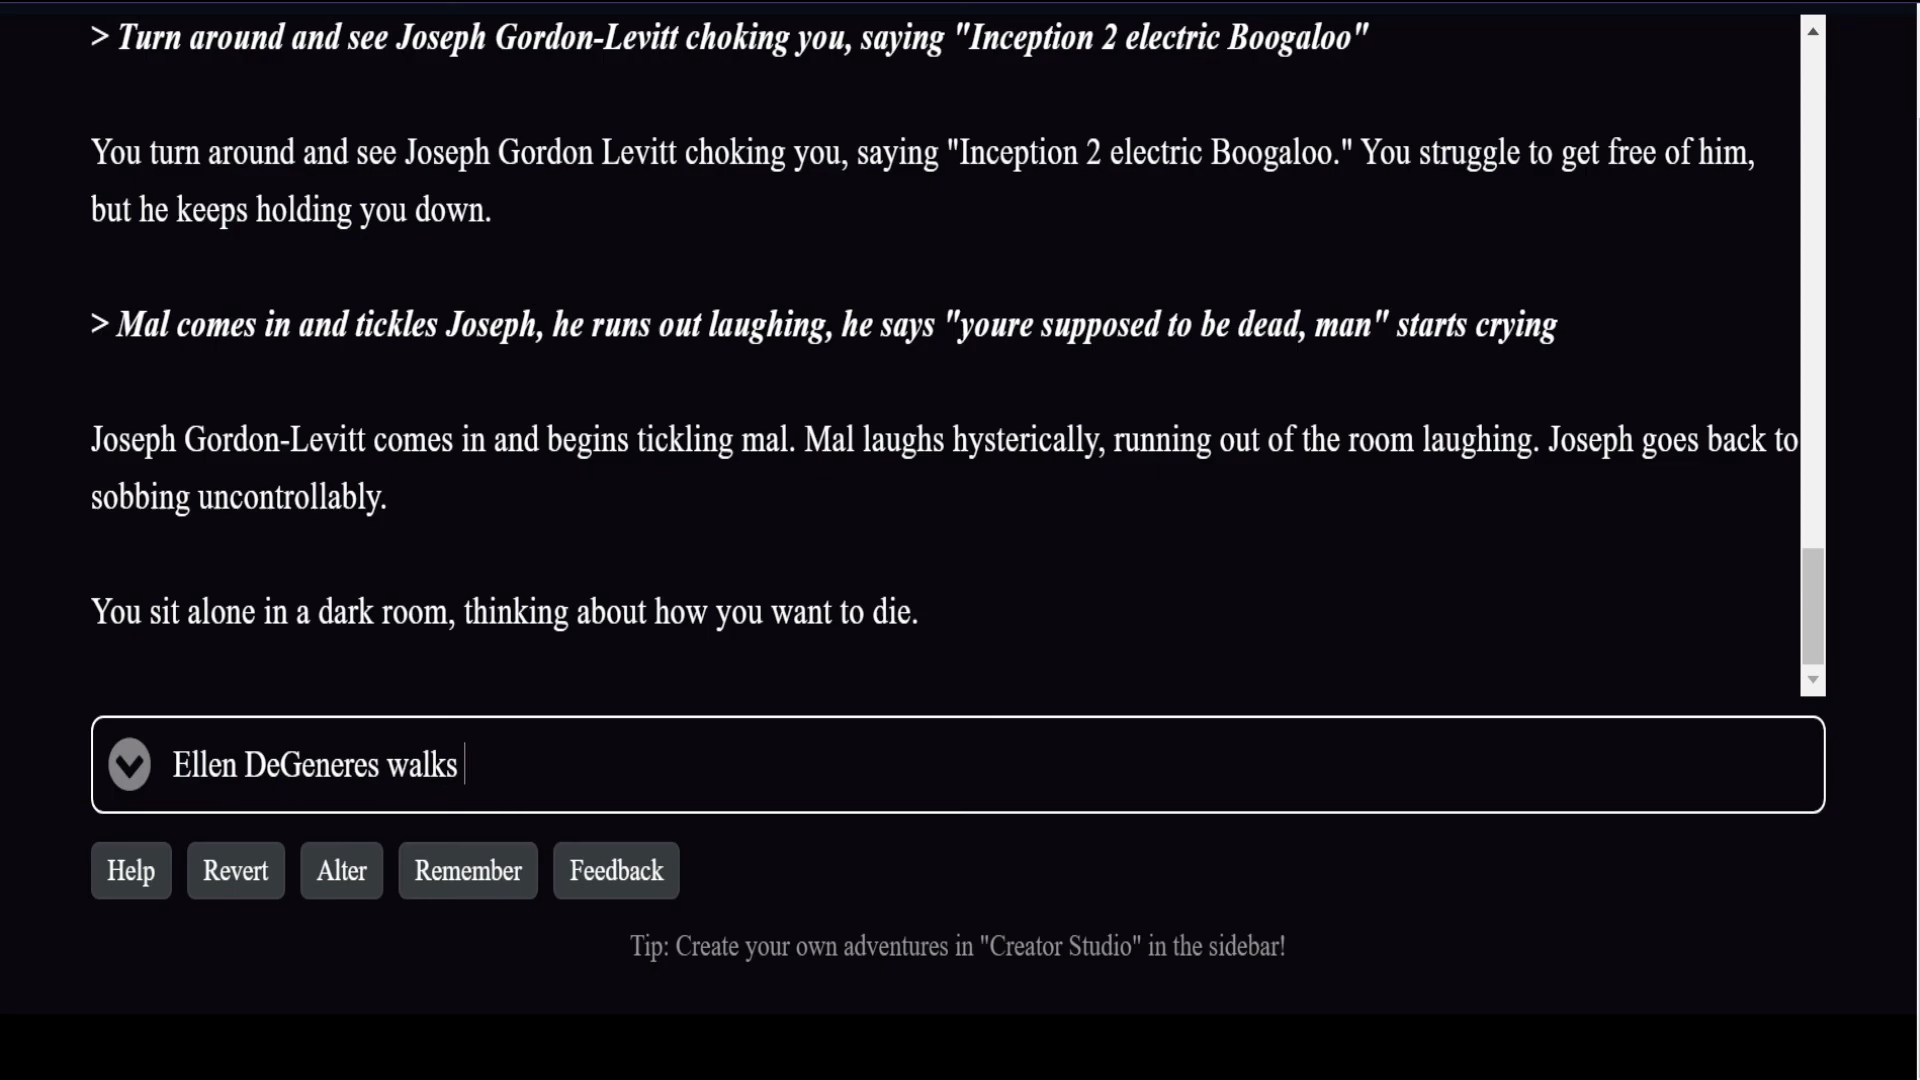 > Turn around and see Joseph Gordon-Levitt choking you, saying "Inception 2 electric Boogaloo"
You turn around and see Joseph Gordon Levitt choking you, saying "Inception 2 electric Boogaloo." You struggle to get free of him,
but he keeps holding you down.
> Mal comes in and tickles Joseph, he runs out laughing, he says "youre supposed to be dead, man" starts crying
Joseph Gordon-Levitt comes in and begins tickling mal. Mal laughs hysterically, running out of the room laughing. Joseph goes back to
sobbing uncontrollably.
You sit alone in a dark room, thinking about how you want to die.
Ellen DeGeneres walks
Help Revert Alter Remember Feedback
Tip: Create your own adventures in "Creator Studio" in the sidebar!